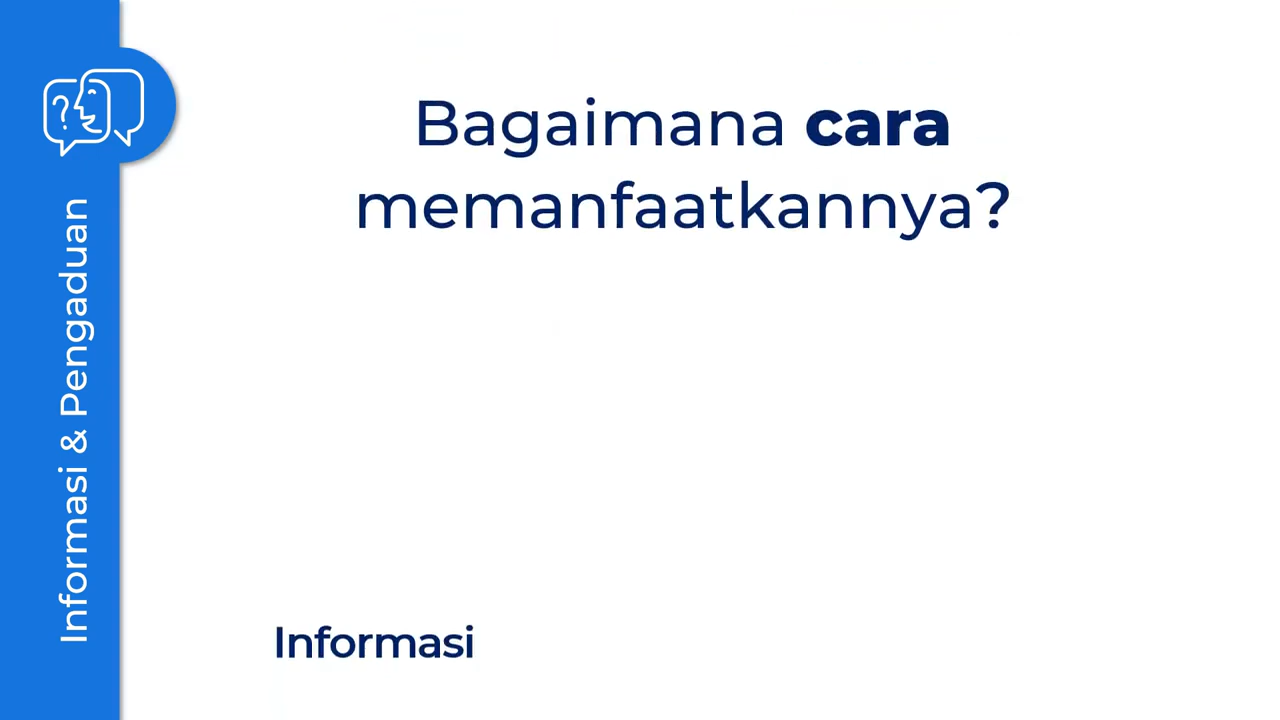 Informasi & Pengaduan
Bagaimana cara
memanfaatkannya?
Informasi